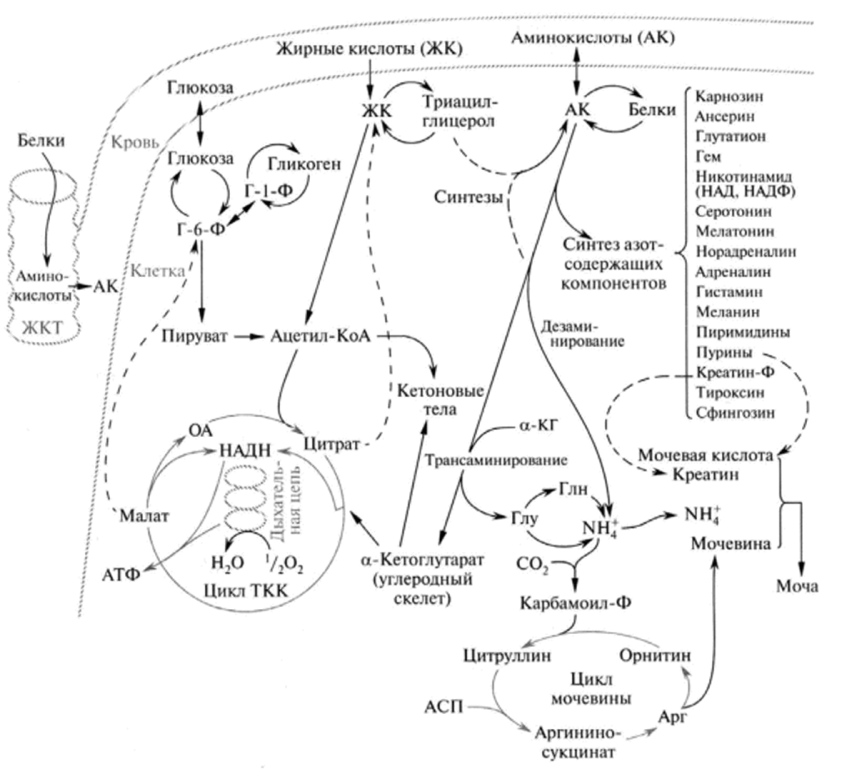 Жирные кислоты (ЖК)
Аминокислоты (АК)
Глюкоза
ЖК
Триацил-
глицерол
АК
Белки
Карнозин
Ансерин
Глутатион
Гем
Никотинамид
(НАД, НАДФ)
Серотонин
Мелатонин
Норадреналин
Адреналин
Гистамин
Меланин
Пиримидины
Пурины
Креатин-Ф
Тироксин
Сфингозин
Белки
Кровь
Глюкоза
Гликоген
Г-1-Ф
Г-6-Ф
Синтезы
Синтез азот-
содержащих
компонентов
Клетка
Амино-
кислоты
АК
ЖКТ
Пируват
Ацетил-КоА
Дезами-
нирование
Кетоновые
тела
ОА
НАДН
Цитрат
α-КГ
Трансаминирование
Мочевая кислота
Креатин
Дыхатель-
ная цепь
Малат
Глн
Глу
NH₄⁺
NH₄⁺
Мочевина
АТФ
H₂O
¹/₂O₂
Цикл ТКК
α-Кетоглутарат
(углеродный
скелет)
CO₂
Моча
Карбамоил-Ф
Цитруллин
Орнитин
Цикл
мочевины
АСП
Арг
Аргинино-
сукцинат